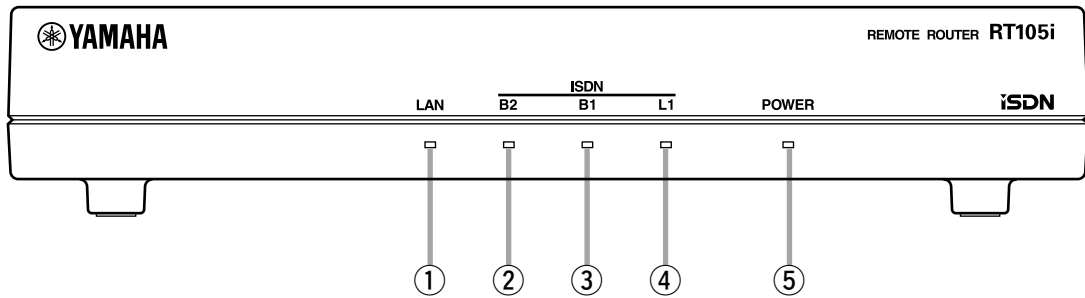 YAMAHA
REMOTE ROUTER RT105i
ISDN
LAN B2 B1 L1 POWER
iSDN
① ② ③ ④ ⑤